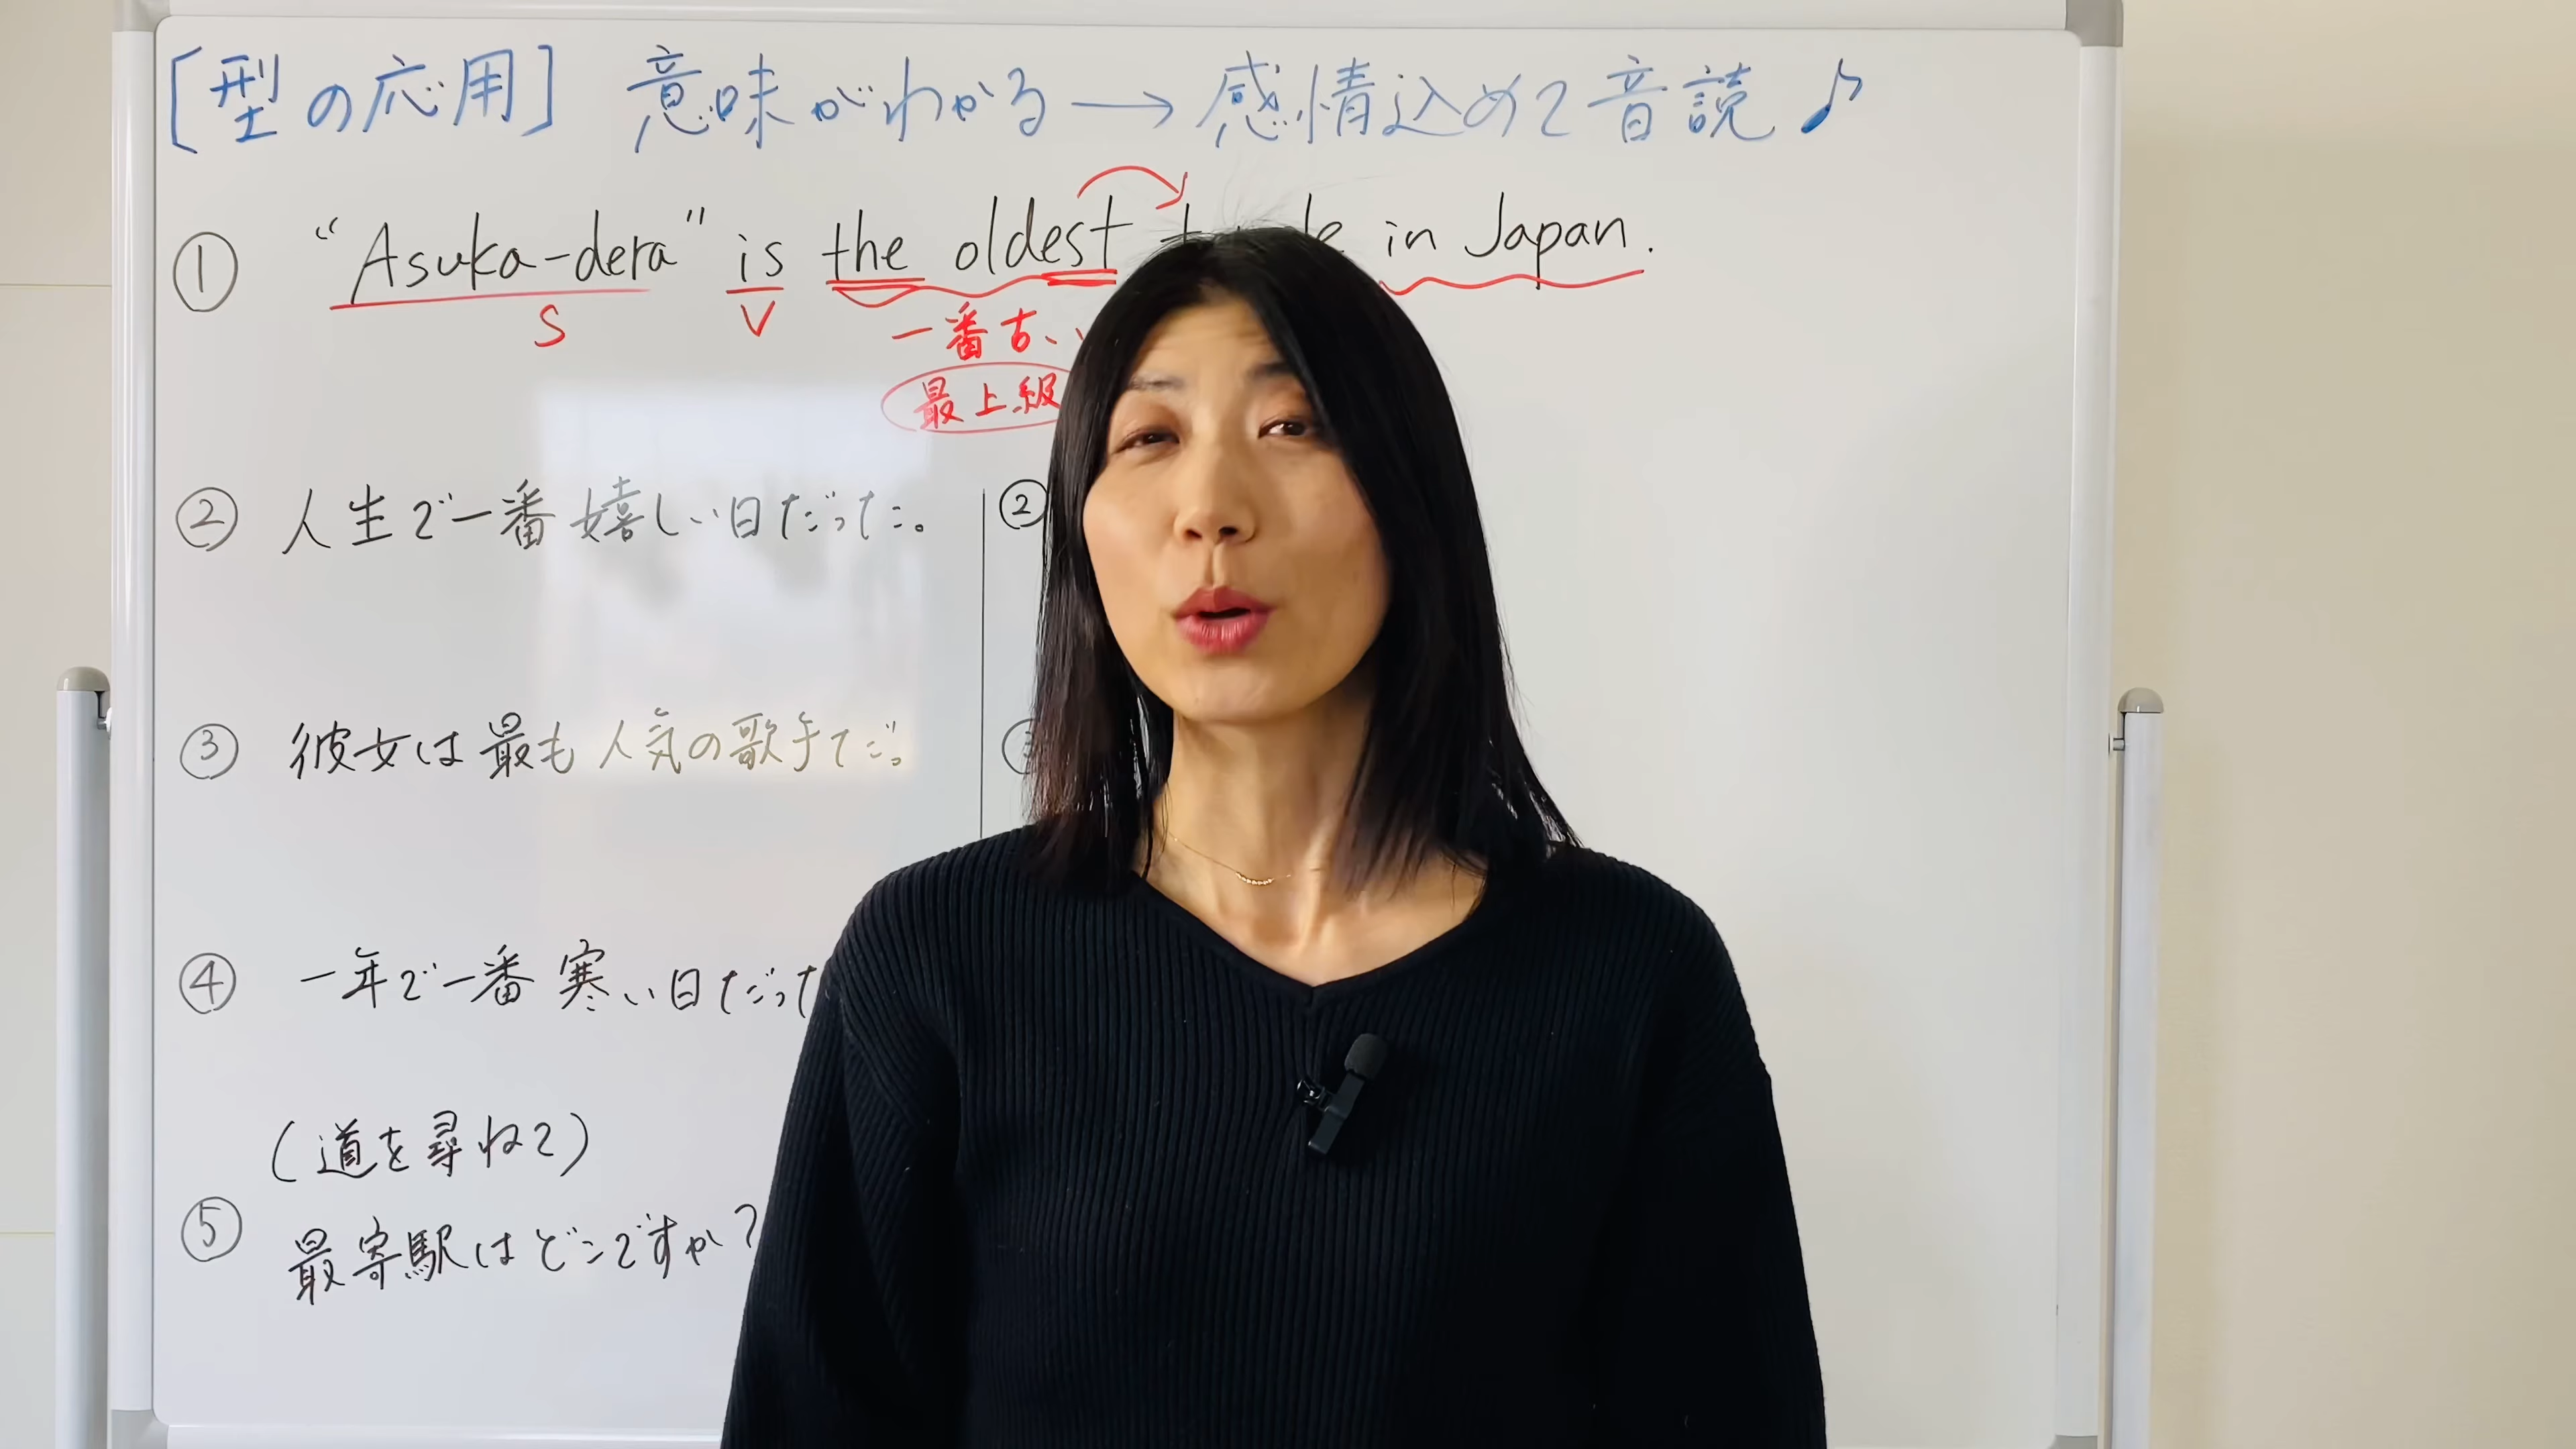 [型の応用] 意味がわかる → 感情込めて音読♪
① “Asuka-dera” is the oldest in Japan.
S V
一番古
最上級
② 人生で一番嬉しい日だった。
②
③ 彼女は最も人気の歌手でだ。
④ 一年で一番寒い日だった
(道を尋ねて)
⑤ 最寄駅はどこですか?